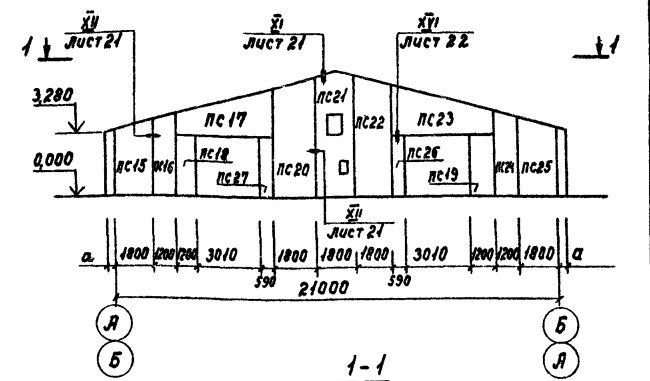 XV
лист 21
XI
лист 21
XVI
лист 22
1
1
3,280
0,000
ПС15
ПС16
ПС17
ПС18
ПС27
ПС20
ПС21
ПС22
ПС23
ПС26
ПС19
ПС24
ПС25
XII
лист 21
а 1800 1200 1200 3010 1800 1800 1800 3010 1200 1200 1800 а
590 590
21000
А Б
Б А
1-1